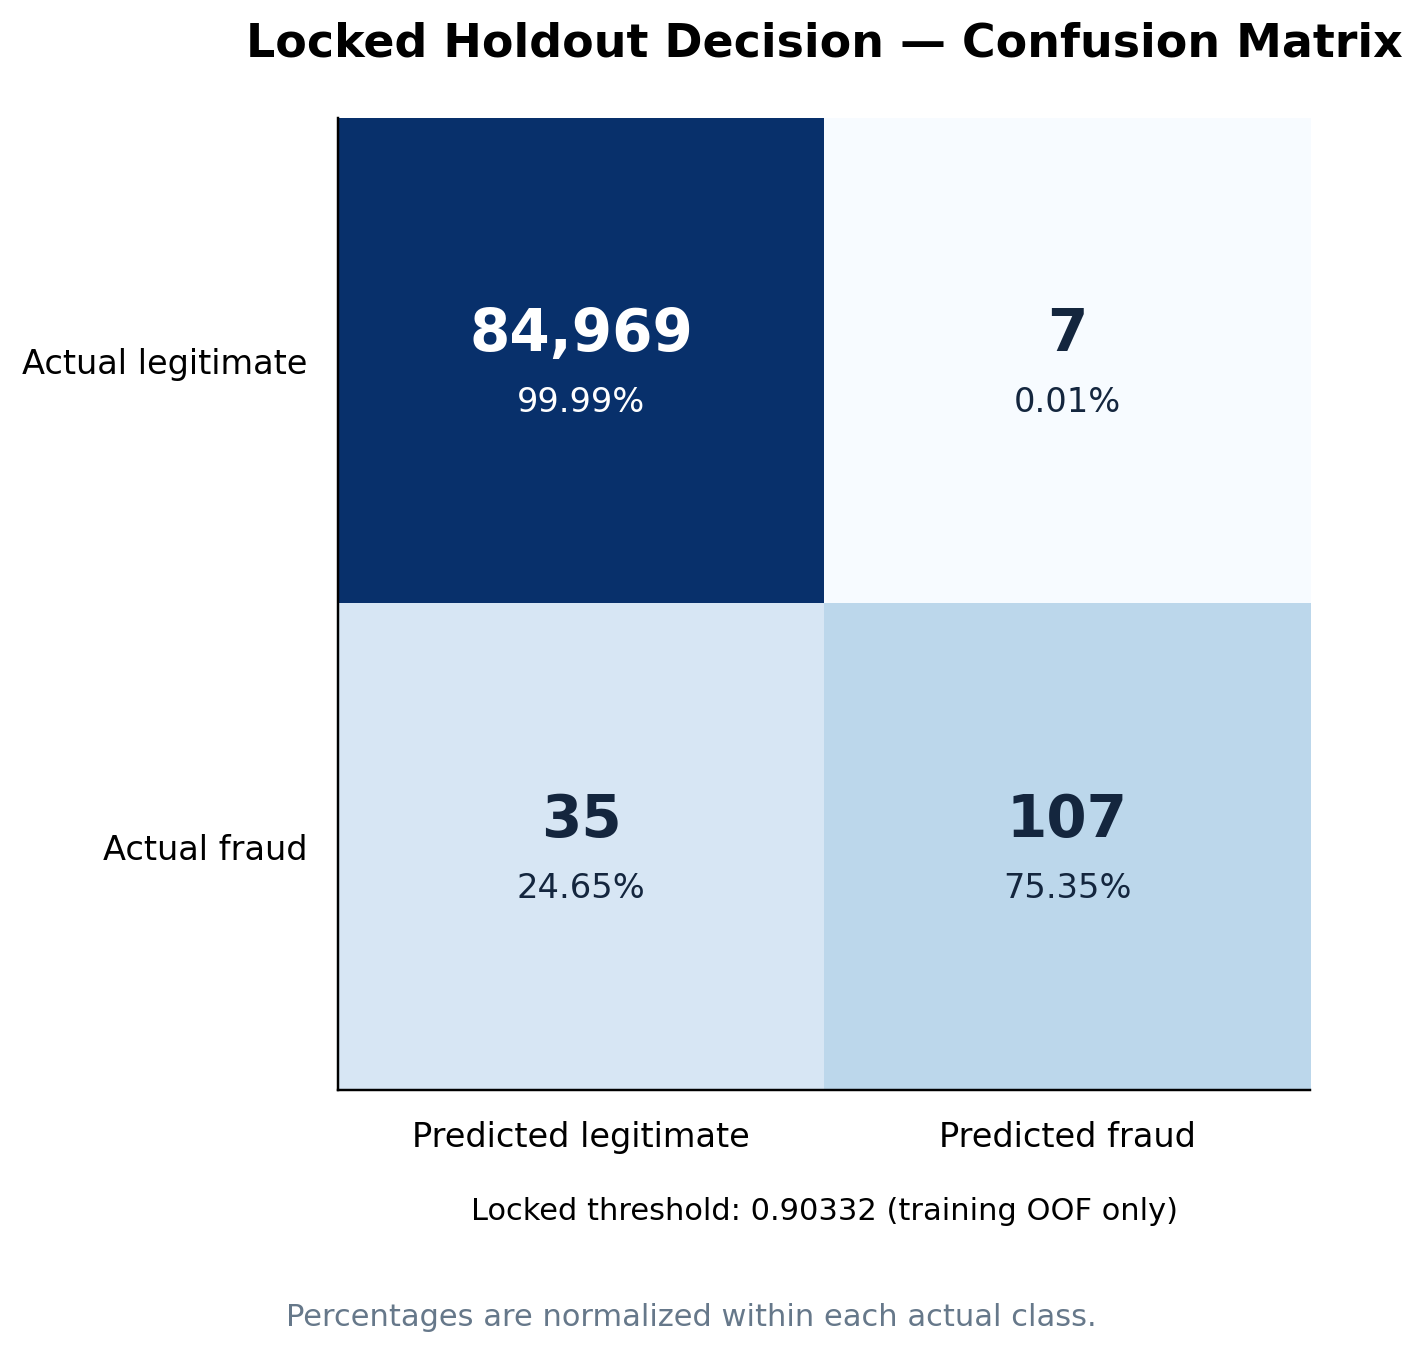 Locked Holdout Decision — Confusion Matrix
84,969
99.99%
7
0.01%
Actual legitimate
35
24.65%
107
75.35%
Actual fraud
Predicted legitimate
Predicted fraud
Locked threshold: 0.90332 (training OOF only)
Percentages are normalized within each actual class.